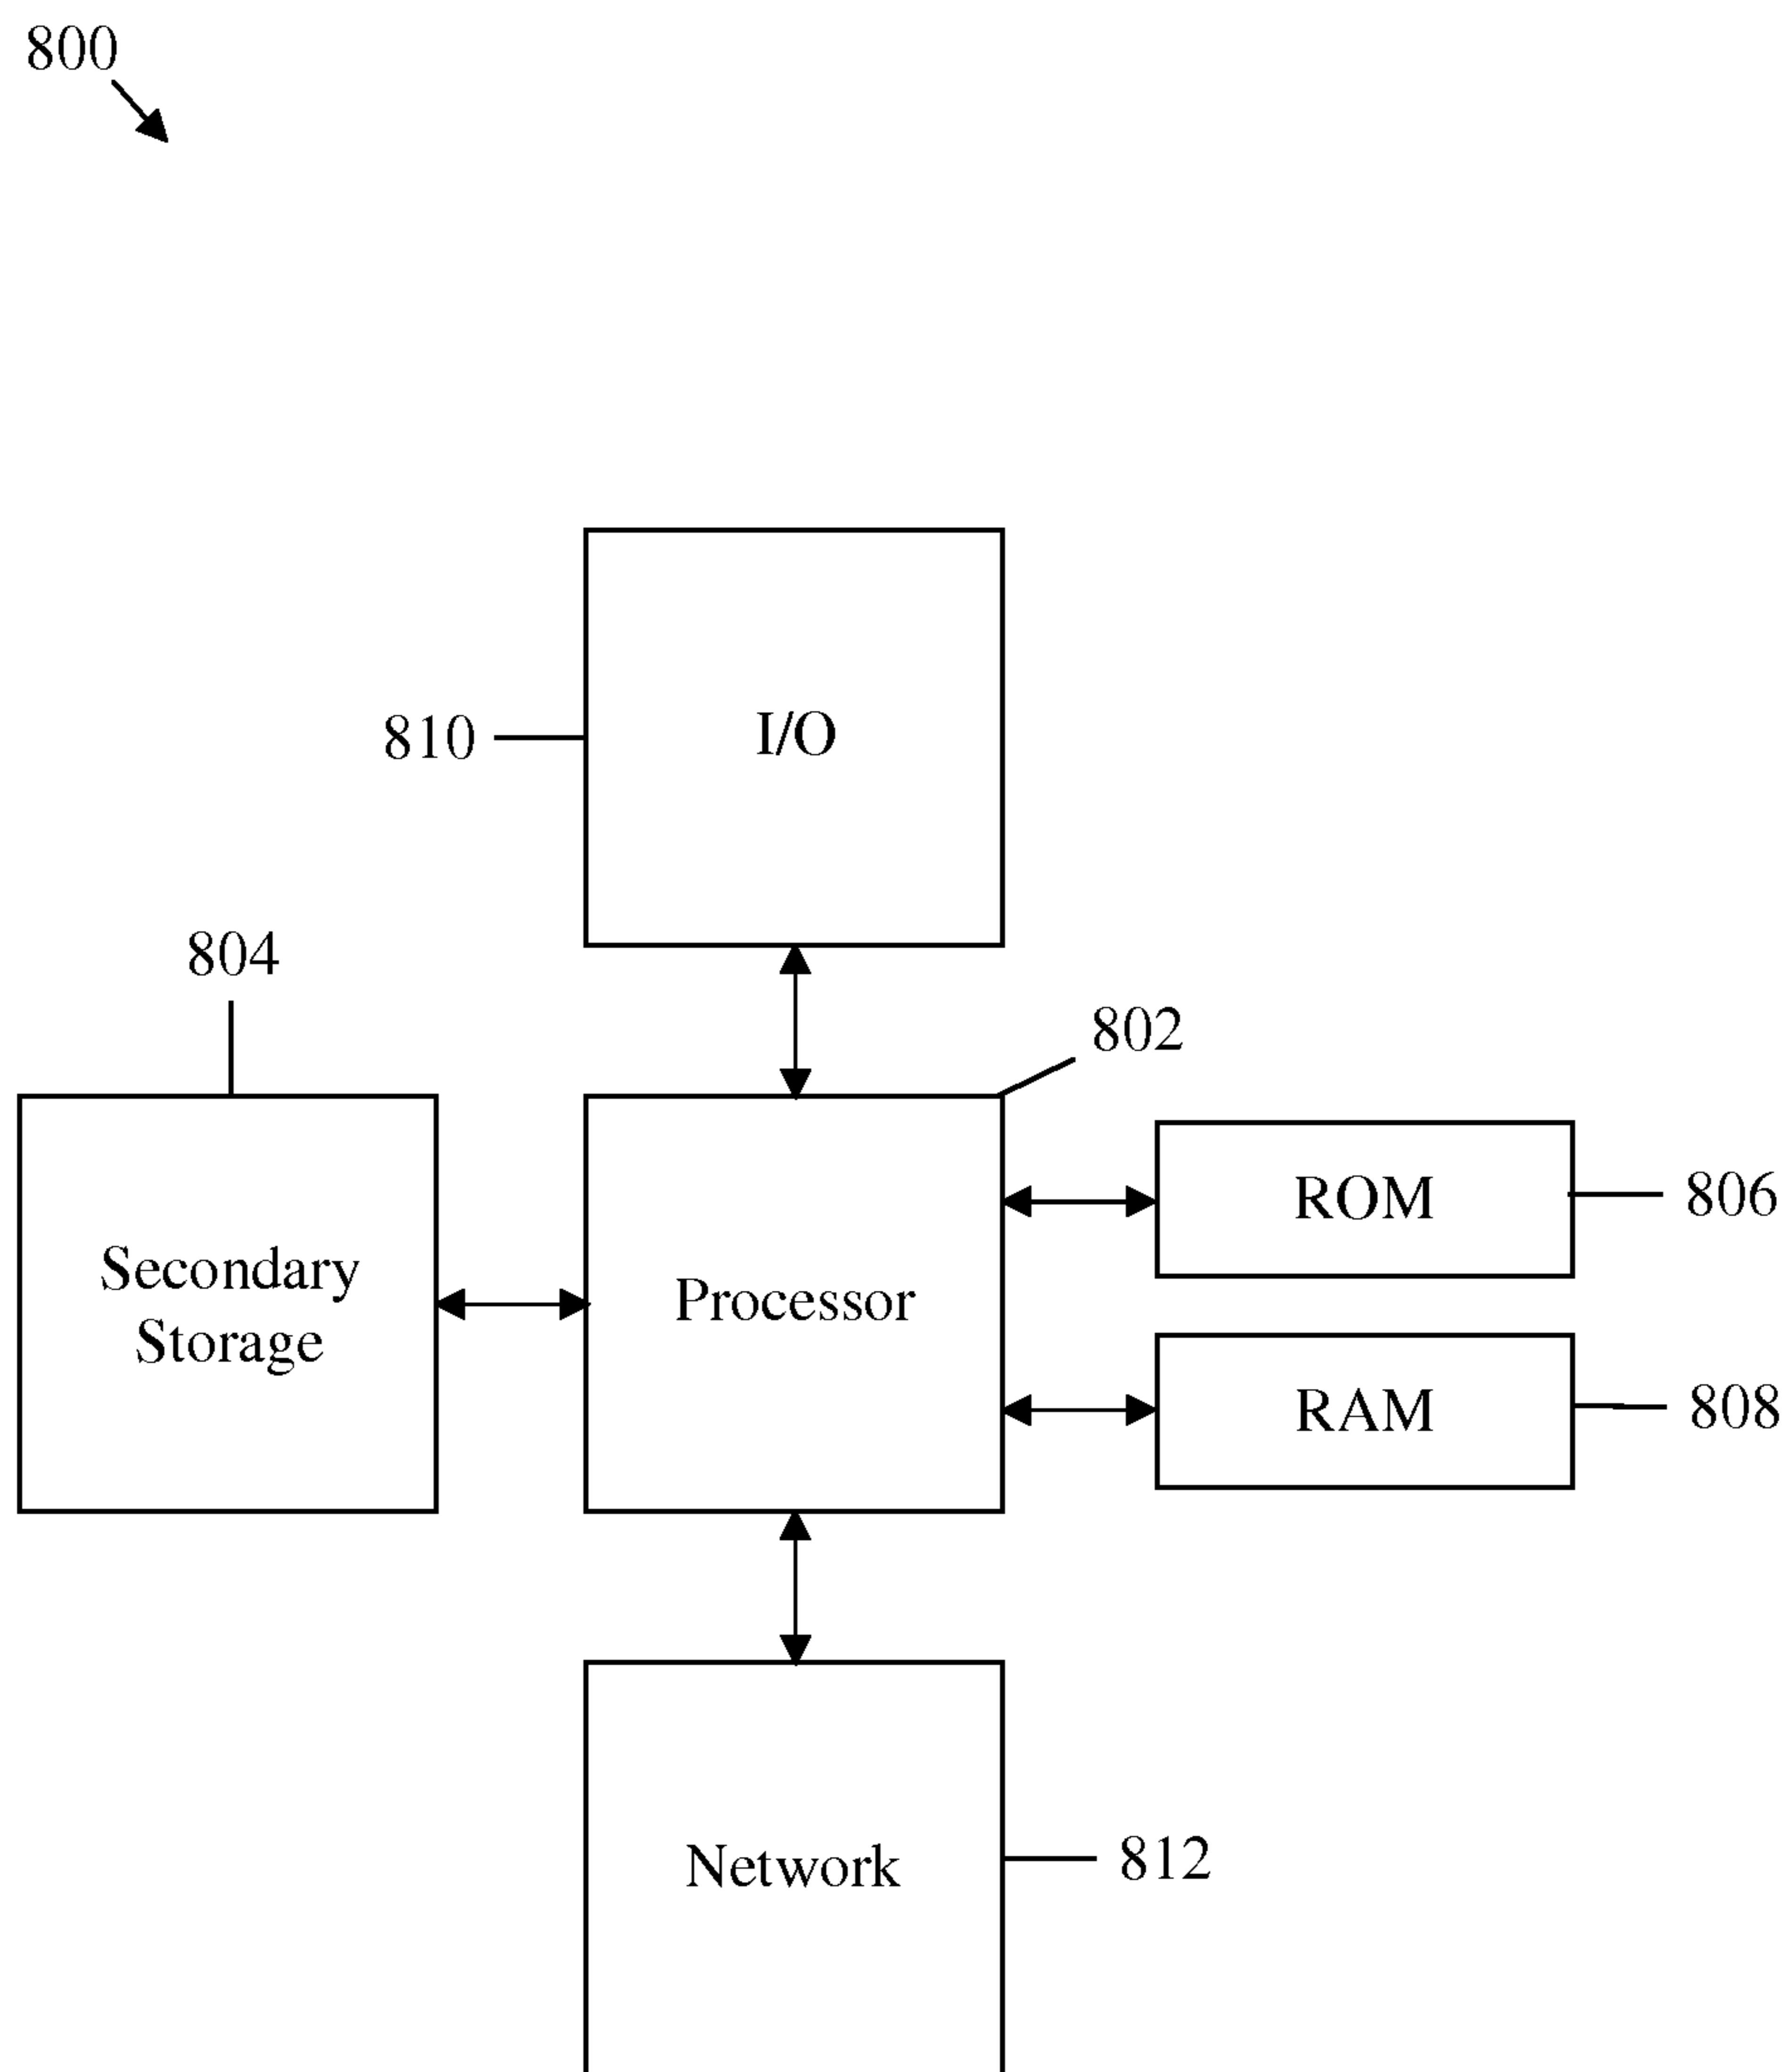 800
I/O
810
804
802
Secondary
Storage
Processor
ROM
806
RAM
808
Network
812